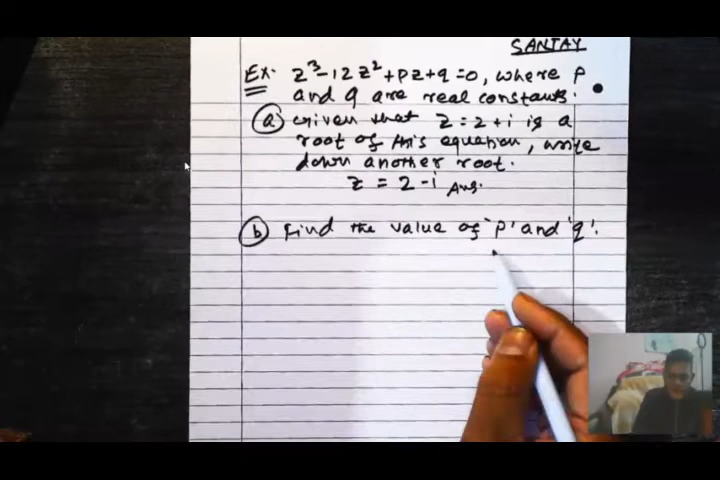 SANJAY
Ex. z³-12z²+pz+q=0, where p
and q are real constants.
(a) Given that z=2+i is a
root of this equation, write
down another root.
z = 2-i Ans.
(b) Find the value of 'p' and 'q'.